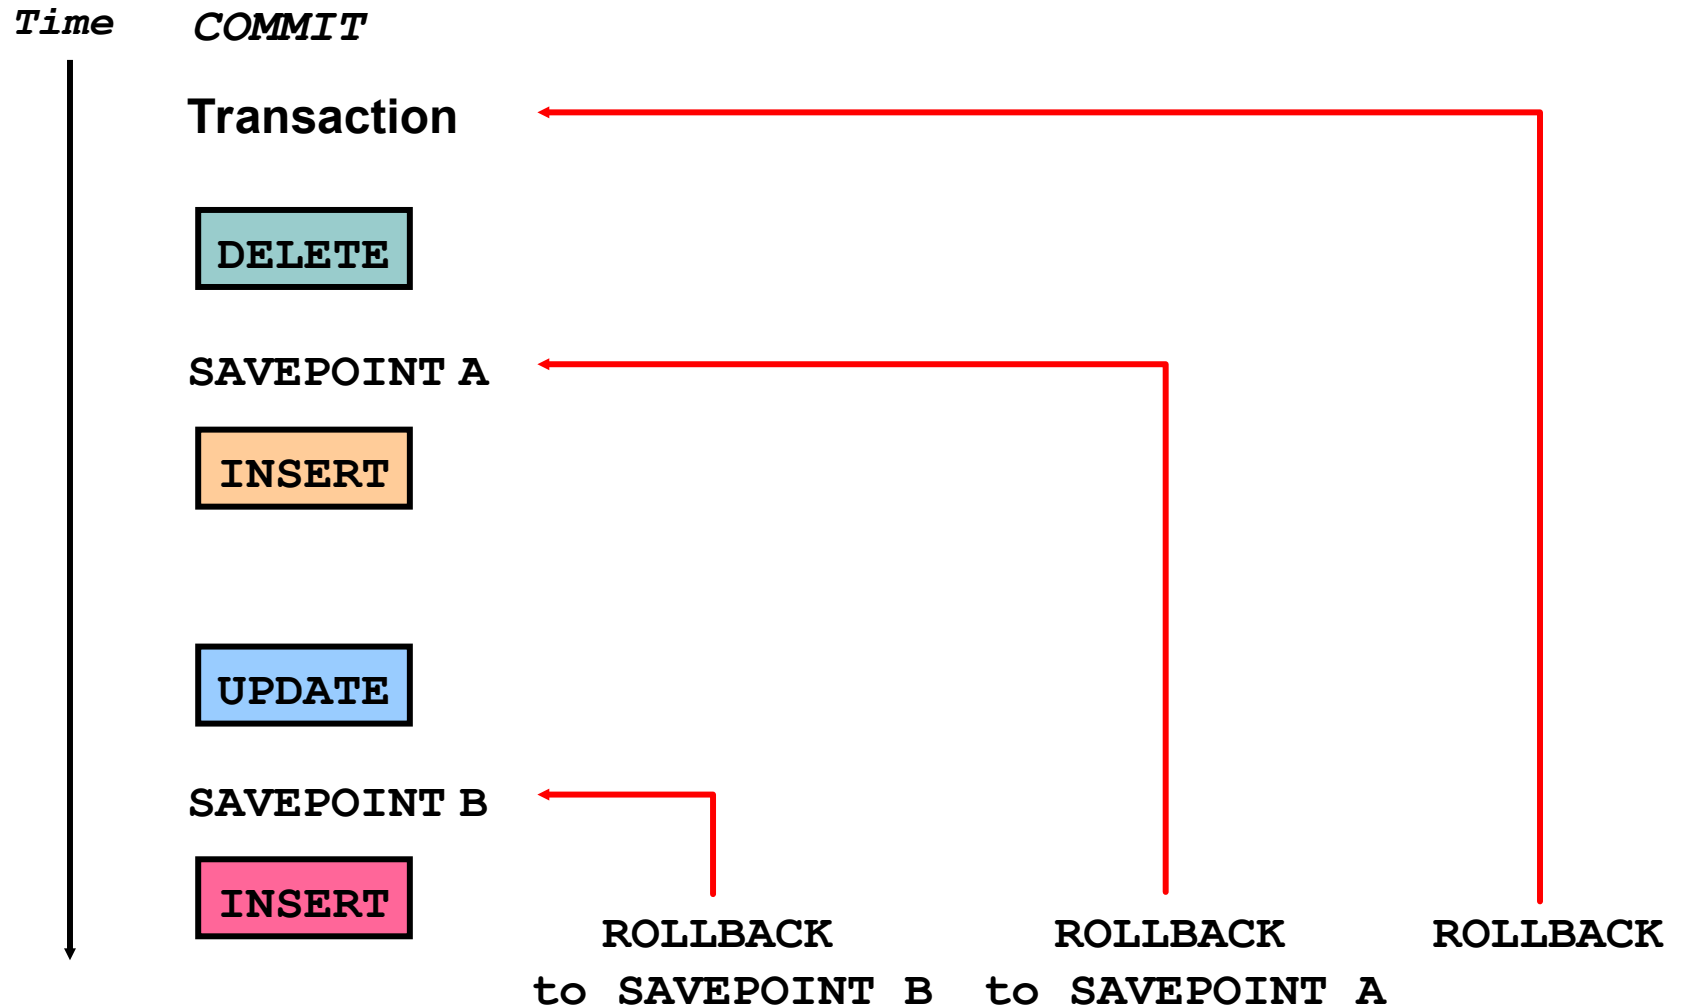 Time
COMMIT
Transaction
DELETE
SAVEPOINT A
INSERT
UPDATE
SAVEPOINT B
INSERT
ROLLBACK
to SAVEPOINT B
ROLLBACK
to SAVEPOINT A
ROLLBACK